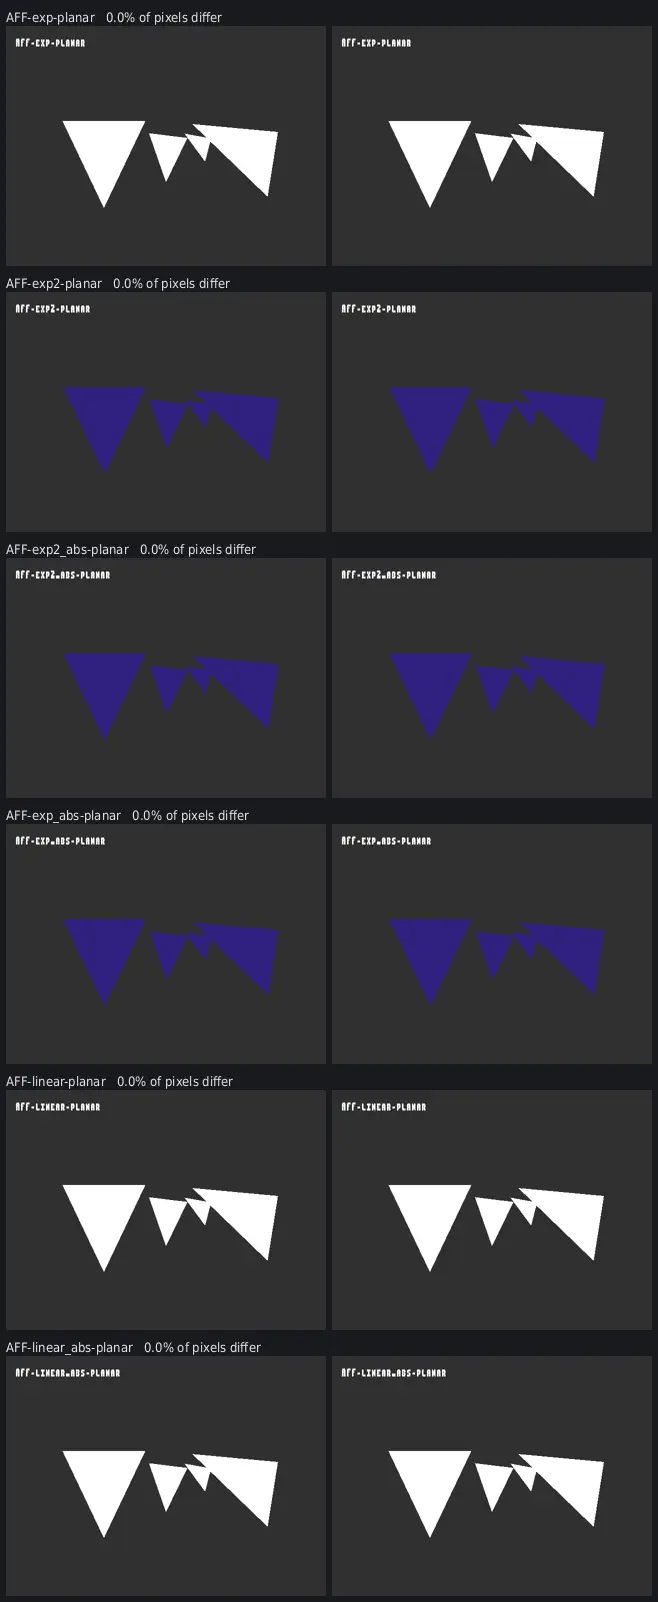 AFF-exp-planar 0.0% of pixels differ
AFF-EXP-PLANAR AFF-EXP-PLANAR
AFF-exp2-planar 0.0% of pixels differ
AFF-EXP2-PLANAR AFF-EXP2-PLANAR
AFF-exp2_abs-planar 0.0% of pixels differ
AFF-EXP2_ABS-PLANAR AFF-EXP2_ABS-PLANAR
AFF-exp_abs-planar 0.0% of pixels differ
AFF-EXP_ABS-PLANAR AFF-EXP_ABS-PLANAR
AFF-linear-planar 0.0% of pixels differ
AFF-LINEAR-PLANAR AFF-LINEAR-PLANAR
AFF-linear_abs-planar 0.0% of pixels differ
AFF-LINEAR_ABS-PLANAR AFF-LINEAR_ABS-PLANAR